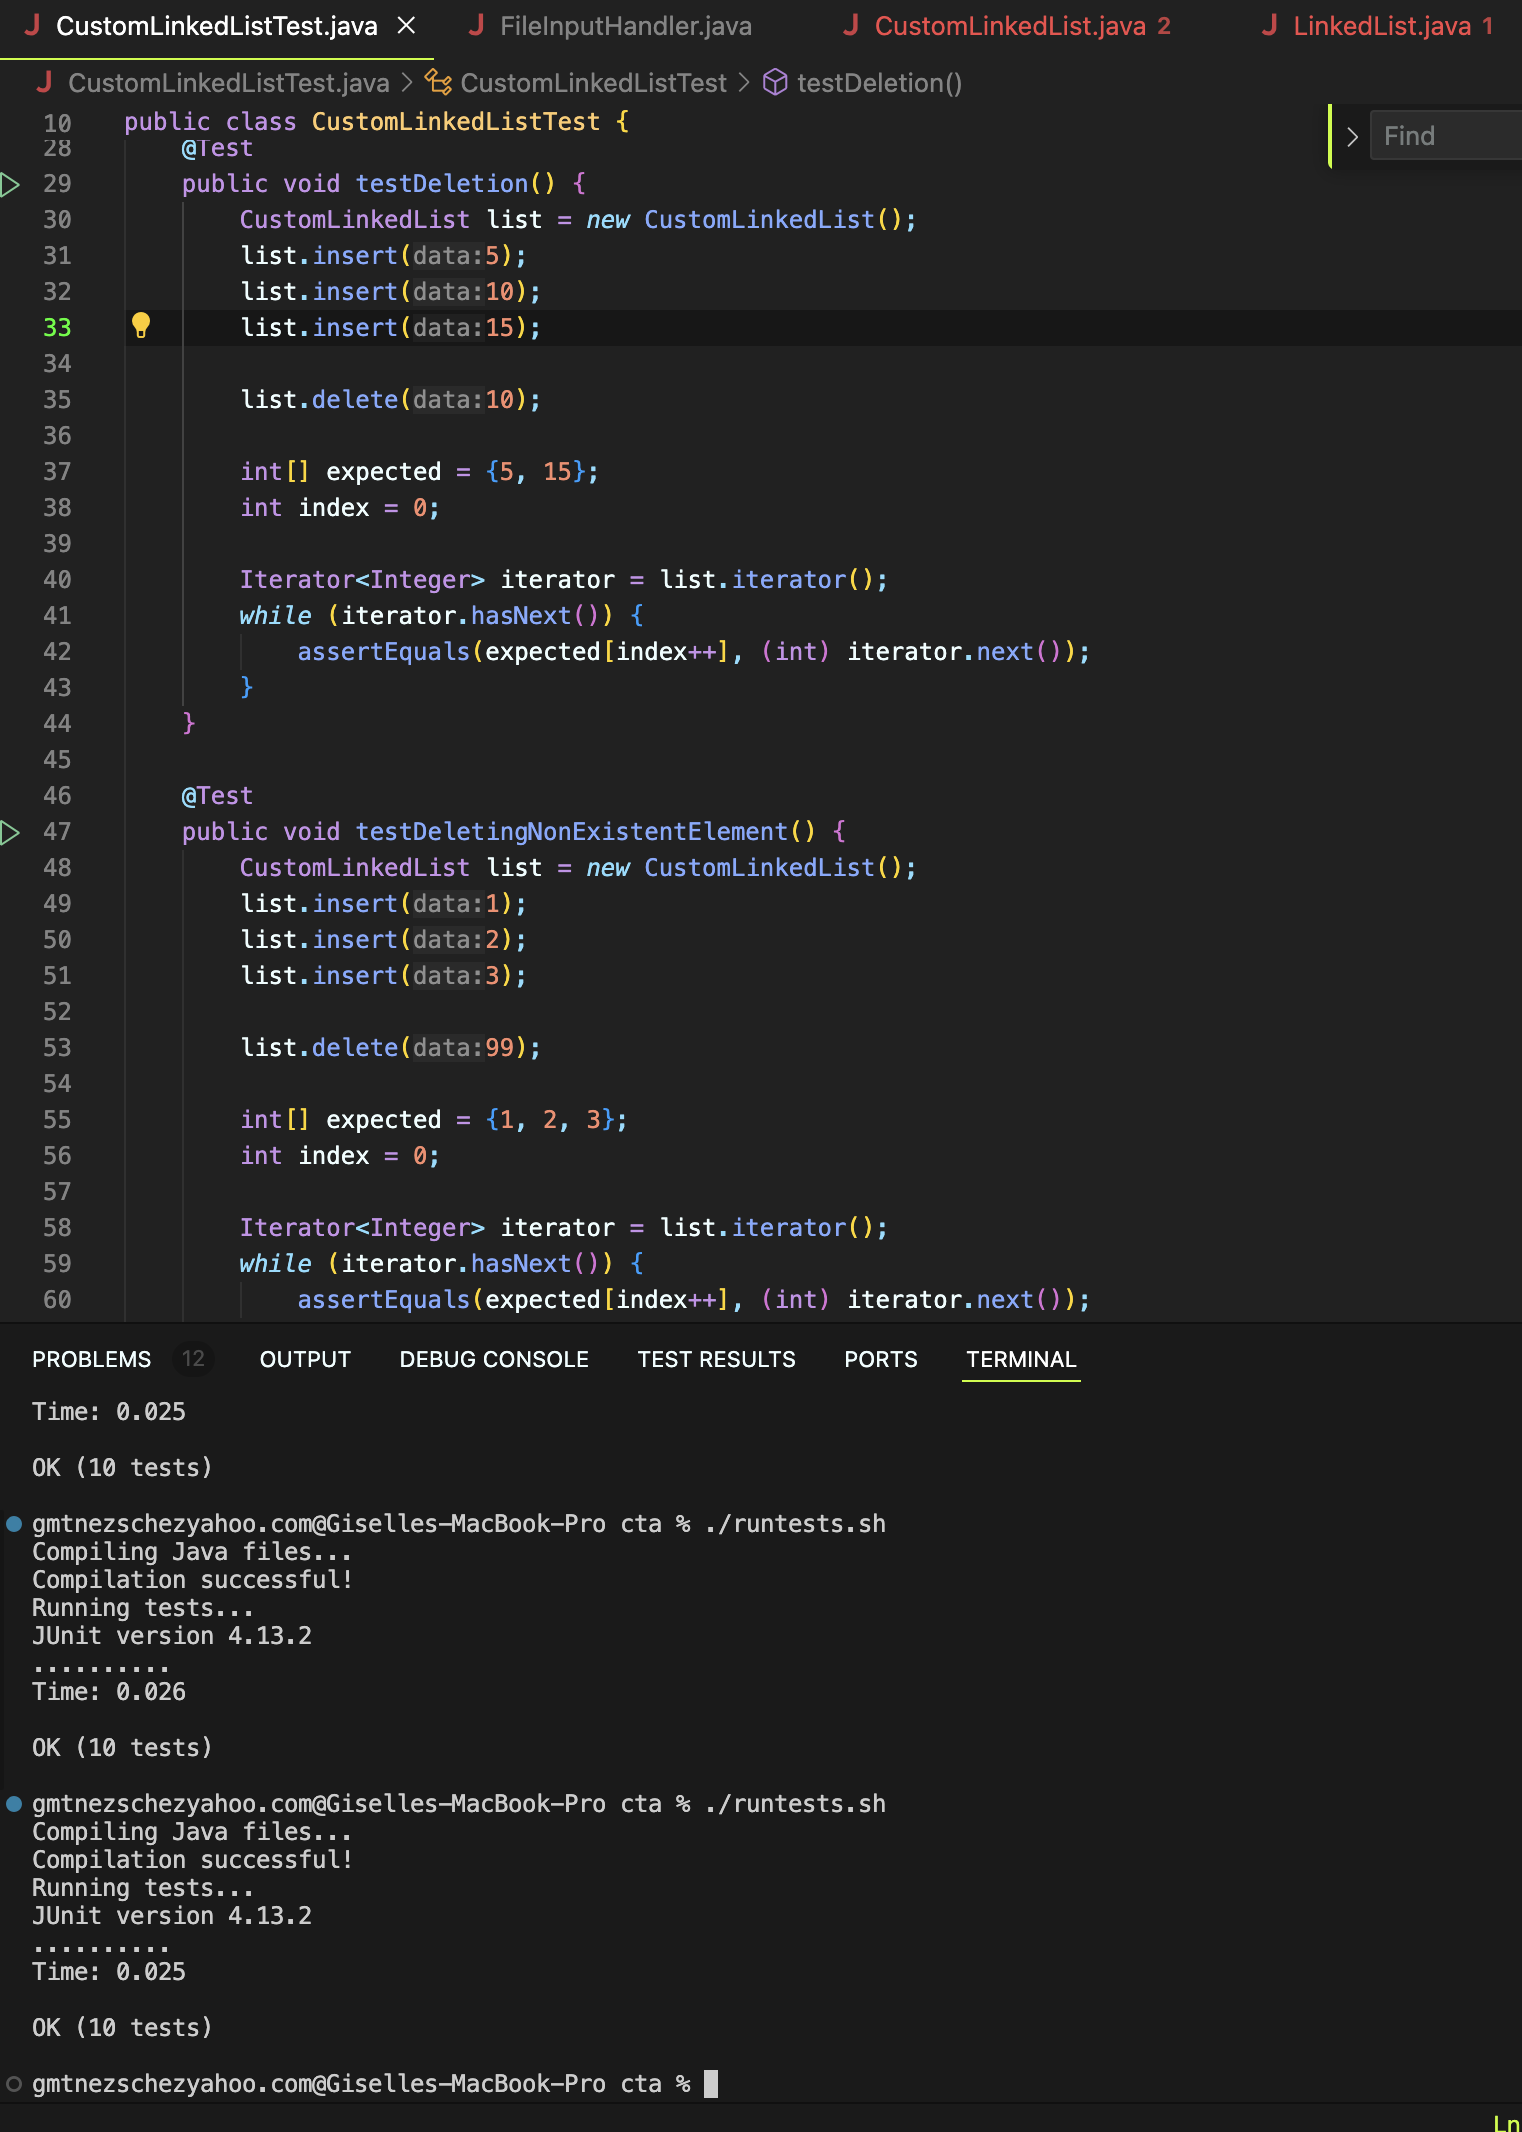 CustomLinkedListTest.java
FileInputHandler.java
CustomLinkedList.java 2
LinkedList.java 1
CustomLinkedListTest.java > CustomLinkedListTest > testDeletion()
Find
10 public class CustomLinkedListTest {
28 @Test
29 public void testDeletion() {
30 CustomLinkedList list = new CustomLinkedList();
31 list.insert(data:5);
32 list.insert(data:10);
33 list.insert(data:15);
34
35 list.delete(data:10);
36
37 int[] expected = {5, 15};
38 int index = 0;
39
40 Iterator<Integer> iterator = list.iterator();
41 while (iterator.hasNext()) {
42 assertEquals(expected[index++], (int) iterator.next());
43 }
44 }
45
46 @Test
47 public void testDeletingNonExistentElement() {
48 CustomLinkedList list = new CustomLinkedList();
49 list.insert(data:1);
50 list.insert(data:2);
51 list.insert(data:3);
52
53 list.delete(data:99);
54
55 int[] expected = {1, 2, 3};
56 int index = 0;
57
58 Iterator<Integer> iterator = list.iterator();
59 while (iterator.hasNext()) {
60 assertEquals(expected[index++], (int) iterator.next());
PROBLEMS 12 OUTPUT DEBUG CONSOLE TEST RESULTS PORTS TERMINAL
Time: 0.025
OK (10 tests)
gmtnezschezyahoo.com@Giselles-MacBook-Pro cta % ./runtests.sh
Compiling Java files...
Compilation successful!
Running tests...
JUnit version 4.13.2
..........
Time: 0.026
OK (10 tests)
gmtnezschezyahoo.com@Giselles-MacBook-Pro cta % ./runtests.sh
Compiling Java files...
Compilation successful!
Running tests...
JUnit version 4.13.2
..........
Time: 0.025
OK (10 tests)
gmtnezschezyahoo.com@Giselles-MacBook-Pro cta %
Ln